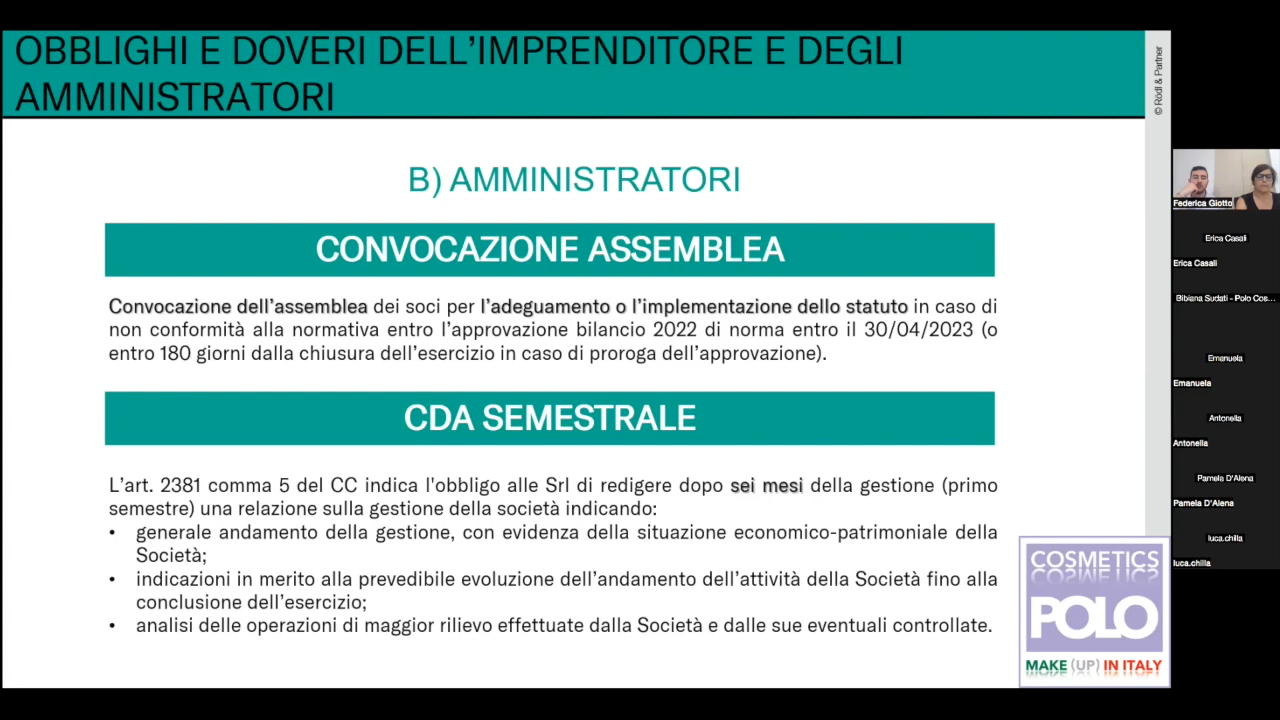 OBBLIGHI E DOVERI DELL'IMPRENDITORE E DEGLI
AMMINISTRATORI
© Rödl & Partner
B) AMMINISTRATORI
CONVOCAZIONE ASSEMBLEA
Convocazione dell'assemblea dei soci per l'adeguamento o l'implementazione dello statuto in caso di
non conformità alla normativa entro l'approvazione bilancio 2022 di norma entro il 30/04/2023 (o
entro 180 giorni dalla chiusura dell'esercizio in caso di proroga dell'approvazione).
CDA SEMESTRALE
L'art. 2381 comma 5 del CC indica l'obbligo alle Srl di redigere dopo sei mesi della gestione (primo
semestre) una relazione sulla gestione della società indicando:
• generale andamento della gestione, con evidenza della situazione economico-patrimoniale della
Società;
• indicazioni in merito alla prevedibile evoluzione dell'andamento dell'attività della Società fino alla
conclusione dell'esercizio;
• analisi delle operazioni di maggior rilievo effettuate dalla Società e dalle sue eventuali controllate.
COSMETICS
POLO
MAKE (UP) IN ITALY
Federica Giotto
Erica Casali
Erica Casali
Bibiana Sudati - Polo Cos...
Emanuela
Emanuela
Antonella
Antonella
Pamela D'Alena
Pamela D'Alena
luca.chilla
luca.chilla